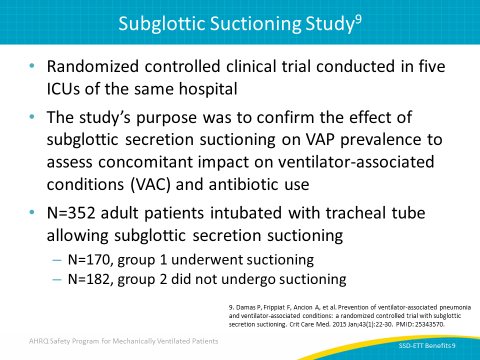 Subglottic Suctioning Study9
• Randomized controlled clinical trial conducted in five
ICUs of the same hospital
• The study's purpose was to confirm the effect of
subglottic secretion suctioning on VAP prevalence to
assess concomitant impact on ventilator-associated
conditions (VAC) and antibiotic use
• N=352 adult patients intubated with tracheal tube
allowing subglottic secretion suctioning
– N=170, group 1 underwent suctioning
– N=182, group 2 did not undergo suctioning
9. Damas P, Frippiat F, Ancion A, et al. Prevention of ventilator-associated pneumonia
and ventilator-associated conditions: a randomized controlled trial with subglottic
secretion suctioning. Crit Care Med. 2015 Jan;43(1):22-30. PMID: 25343570.
AHRQ Safety Program for Mechanically Ventilated Patients
SSD-ETT Benefits 9